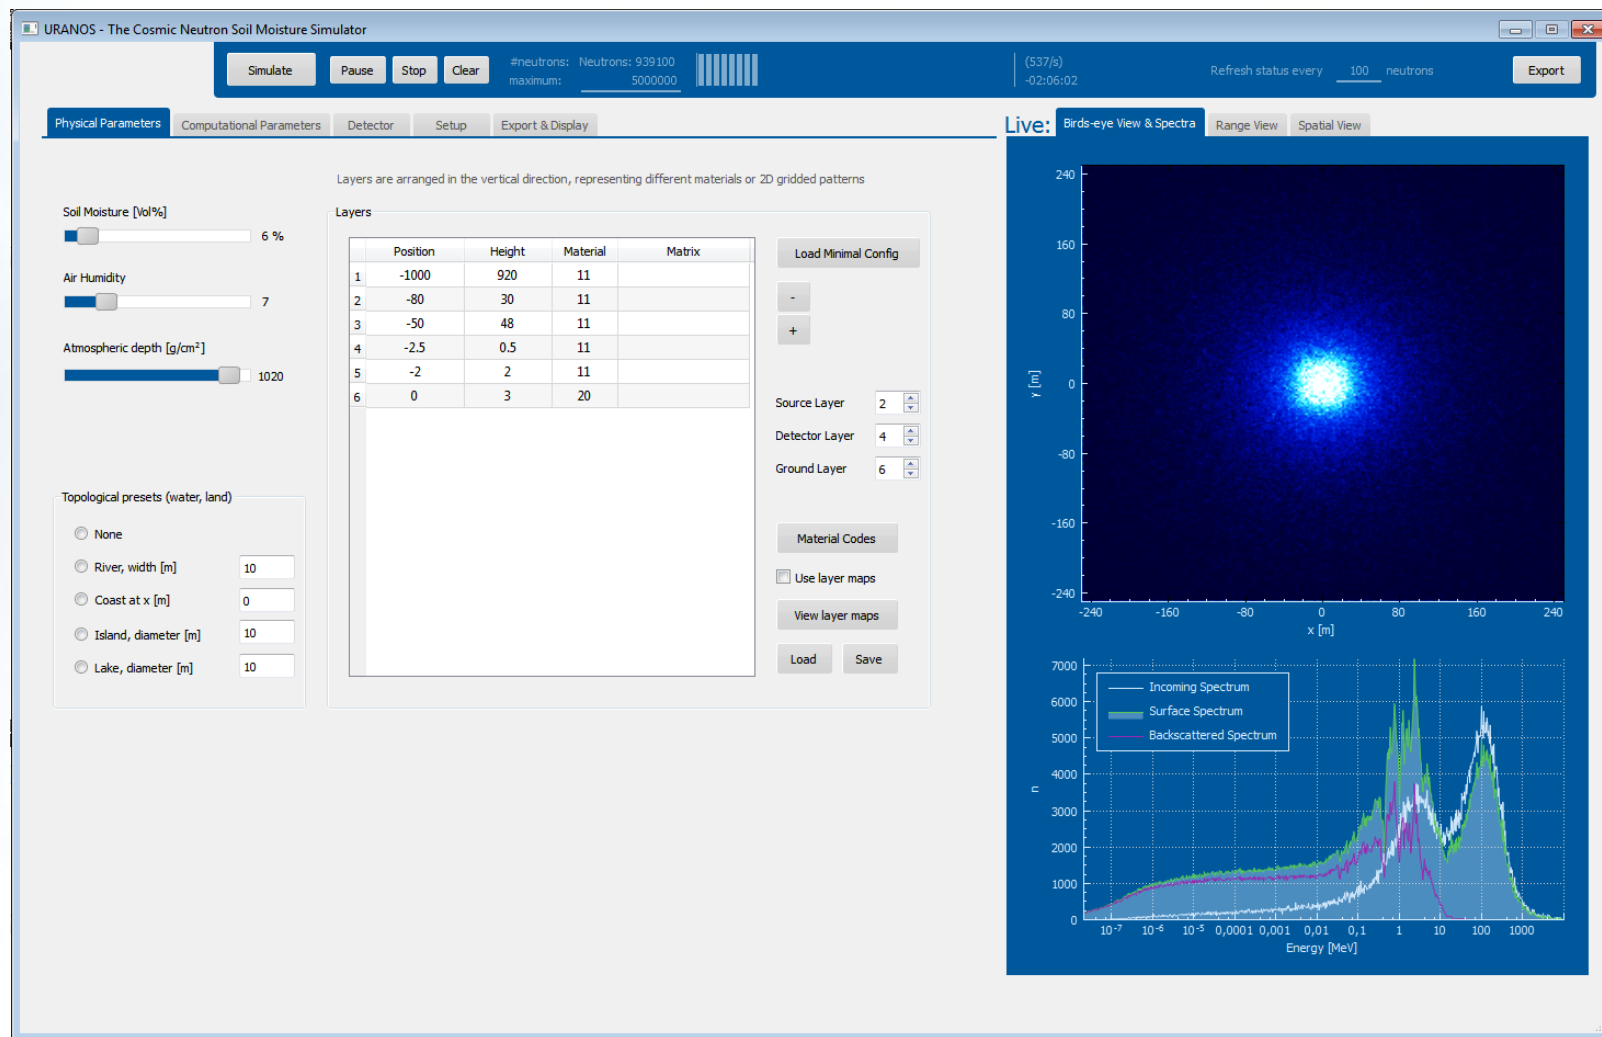 URANOS - The Cosmic Neutron Soil Moisture Simulator
Simulate
Pause
Stop
Clear
#neutrons: Neutrons: 939100
maximum: 5000000
(537/s)
-02:06:02
Refresh status every 100 neutrons
Export
Physical Parameters
Computational Parameters
Detector
Setup
Export & Display
Layers are arranged in the vertical direction, representing different materials or 2D gridded patterns
Soil Moisture [Vol%]
6 %
Air Humidity
7
Atmospheric depth [g/cm²]
1020
Topological presets (water, land)
None
River, width [m] 10
Coast at x [m] 0
Island, diameter [m] 10
Lake, diameter [m] 10
Layers
Position Height Material Matrix
1 -1000 920 11
2 -80 30 11
3 -50 48 11
4 -2.5 0.5 11
5 -2 2 11
6 0 3 20
Load Minimal Config
-
+
Source Layer 2
Detector Layer 4
Ground Layer 6
Material Codes
Use layer maps
View layer maps
Load
Save
Live:
Birds-eye View & Spectra
Range View
Spatial View
240
160
80
0
-80
-160
-240
y [m]
-240 -160 -80 0 80 160 240
x [m]
7000
6000
5000
4000
3000
2000
1000
0
n
Incoming Spectrum
Surface Spectrum
Backscattered Spectrum
10-7 10-6 10-5 0,0001 0,001 0,01 0,1 1 10 100 1000
Energy [MeV]